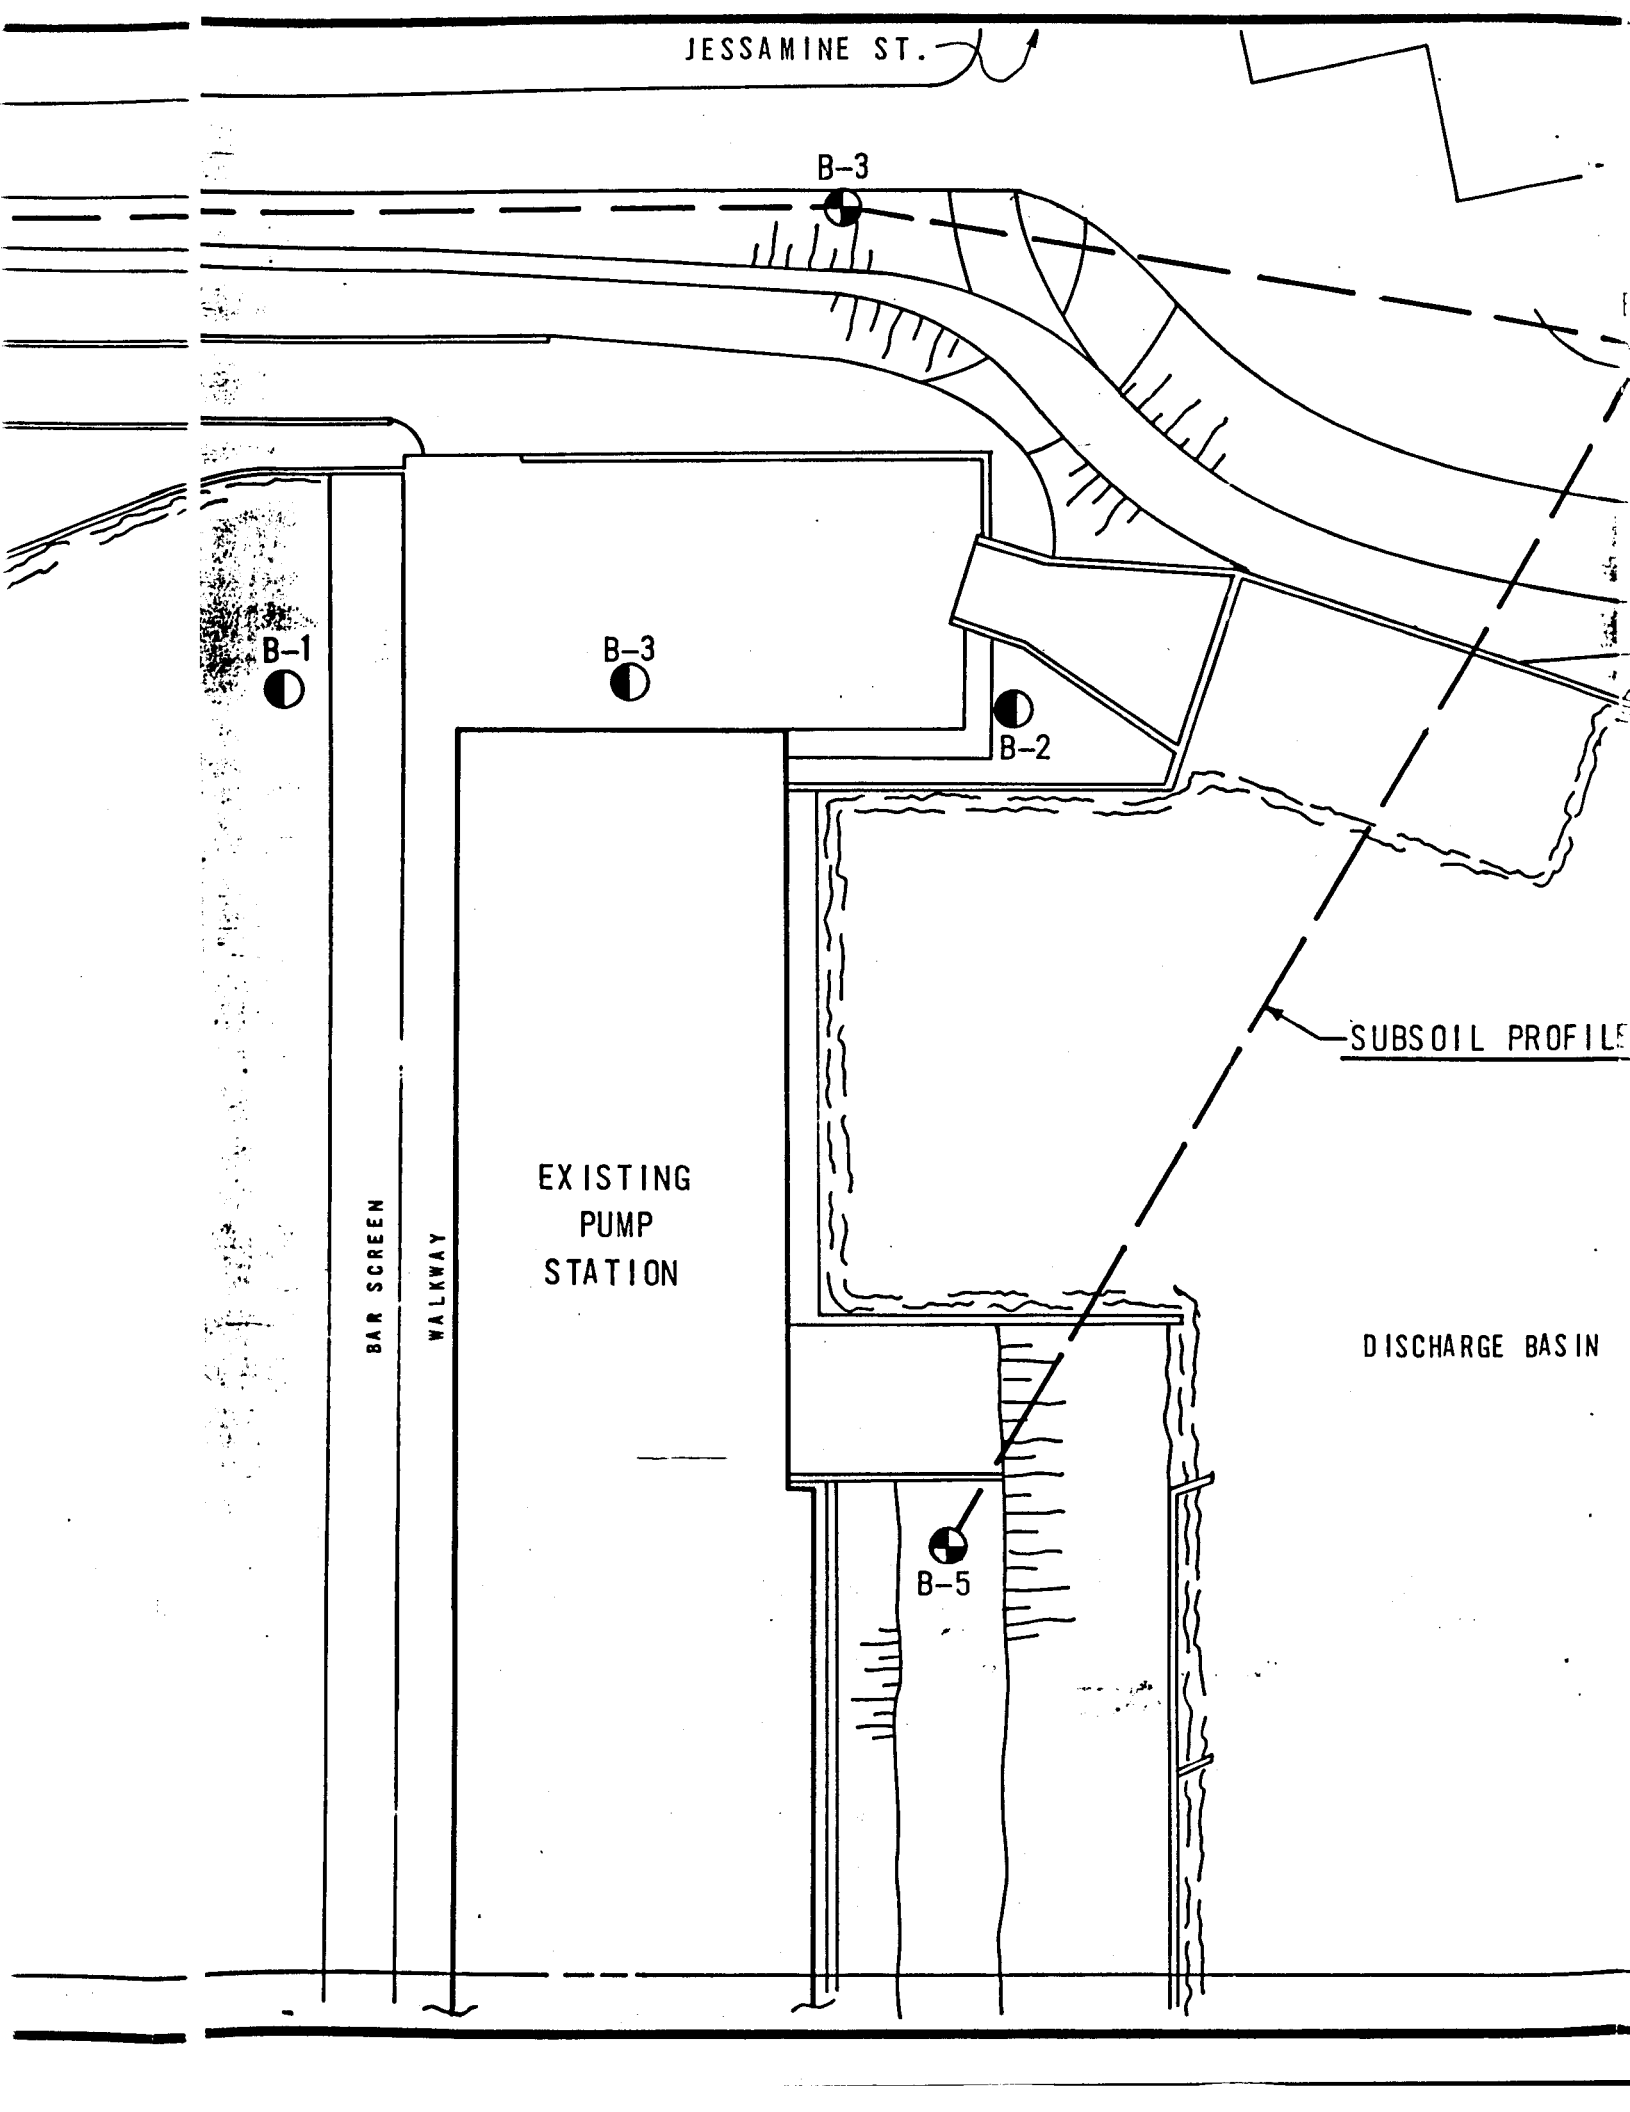 JESSAMINE ST.
B-3
B-1
B-3
B-2
SUBSOIL PROFILE
EXISTING
PUMP
STATION
BAR SCREEN
WALKWAY
DISCHARGE BASIN
B-5